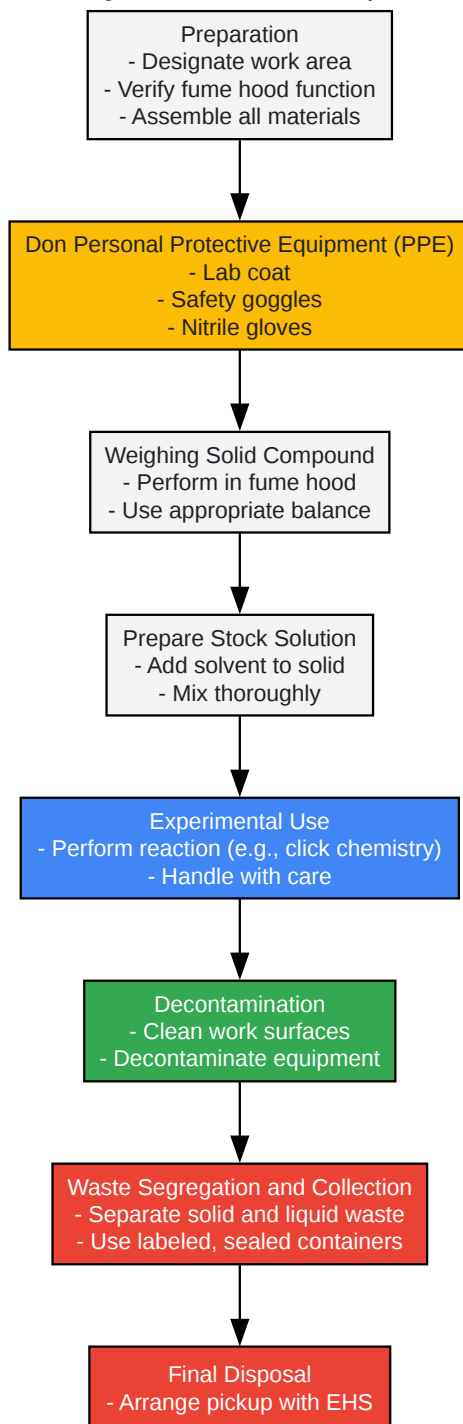 Preparation
- Designate work area
- Verify fume hood function
- Assemble all materials
Don Personal Protective Equipment (PPE)
- Lab coat
- Safety goggles
- Nitrile gloves
Weighing Solid Compound
- Perform in fume hood
- Use appropriate balance
Prepare Stock Solution
- Add solvent to solid
- Mix thoroughly
Experimental Use
- Perform reaction (e.g., click chemistry)
- Handle with care
Decontamination
- Clean work surfaces
- Decontaminate equipment
Waste Segregation and Collection
- Separate solid and liquid waste
- Use labeled, sealed containers
Final Disposal
- Arrange pickup with EHS